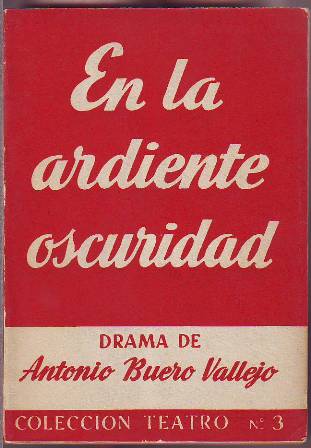 En la
ardiente
oscuridad
DRAMA DE
Antonio Buero Vallejo
COLECCION TEATRO Nº 3